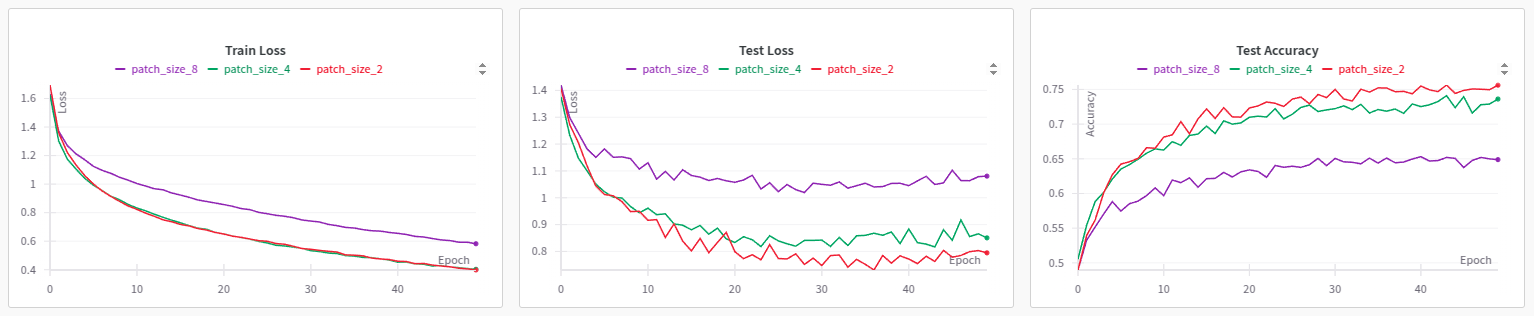 Train Loss
patch_size_8 patch_size_4 patch_size_2
Loss
1.6
1.4
1.2
1
0.8
0.6
0.4
Epoch
0 10 20 30 40
Test Loss
patch_size_8 patch_size_4 patch_size_2
Loss
1.4
1.3
1.2
1.1
1
0.9
0.8
Epoch
0 10 20 30 40
Test Accuracy
patch_size_8 patch_size_4 patch_size_2
Accuracy
0.75
0.7
0.65
0.6
0.55
0.5
Epoch
0 10 20 30 40